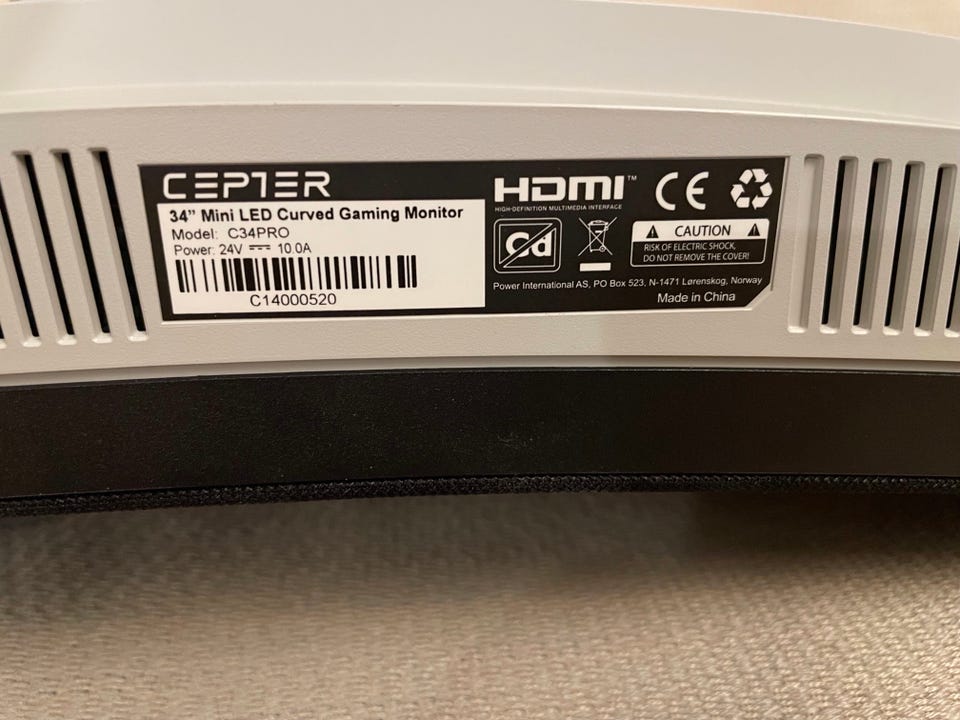 CEPTER
34” Mini LED Curved Gaming Monitor
Model: C34PRO
Power: 24V ⎓ 10.0A
C14000520
HDMI™
HIGH-DEFINITION MULTIMEDIA INTERFACE
CE
Cd
CAUTION
RISK OF ELECTRIC SHOCK,
DO NOT REMOVE THE COVER!
Power International AS, PO Box 523, N-1471 Lørenskog, Norway
Made in China